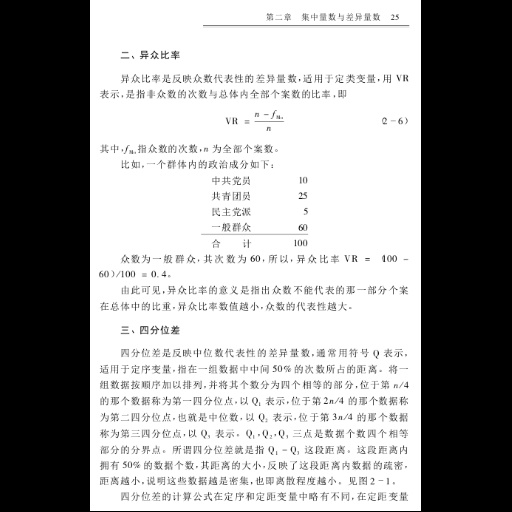 第二章 集中量数与差异量数 25
二、异众比率
异众比率是反映众数代表性的差异量数,适用于定类变量,用 VR
表示,是指非众数的次数与总体内全部个案数的比率,即
VR = (n - f_Mo) / n (2-6)
其中,f_Mo 指众数的次数,n 为全部个案数。
比如,一个群体内的政治成分如下:
中共党员 10
共青团员 25
民主党派 5
一般群众 60
合 计 100
众数为一般群众,其次数为 60,所以,异众比率 VR = (100 -
60)/100 = 0.4。
由此可见,异众比率的意义是指出众数不能代表的那一部分个案
在总体中的比重,异众比率数值越小,众数的代表性越大。
三、四分位差
四分位差是反映中位数代表性的差异量数,通常用符号 Q 表示,
适用于定序变量,指在一组数据中中间 50% 的次数所占的距离。将一
组数据按顺序加以排列,并将其个数分为四个相等的部分,位于第 n/4
的那个数据称为第一四分位点,以 Q₁ 表示,位于第 2n/4 的那个数据称
为第二四分位点,也就是中位数,以 Q₂ 表示,位于第 3n/4 的那个数据
称为第三四分位点,以 Q₃ 表示。Q₁,Q₂,Q₃ 三点是数据个数四个相等
部分的分界点。所谓四分位差就是指 Q₃ - Q₁ 这段距离。这段距离内
拥有 50% 的数据个数,其距离的大小,反映了这段距离内数据的疏密,
距离越小,说明这些数据越是密集,也即离散程度越小。见图 2-1。
四分位差的计算公式在定序和定距变量中略有不同,在定距变量